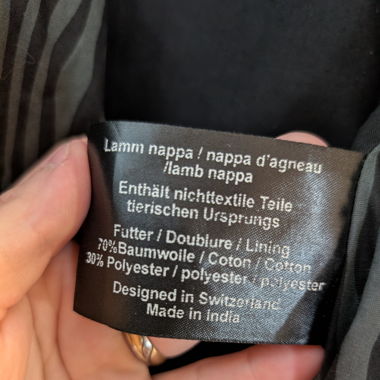 Lamm nappa / nappa d'agneau
/lamb nappa
Enthält nichttextile Teile
tierischen Ursprungs
Futter / Doublure / Lining
70%Baumwolle / Coton / Cotton
30% Polyester / polyester / polyester
Designed in Switzerland
Made in India